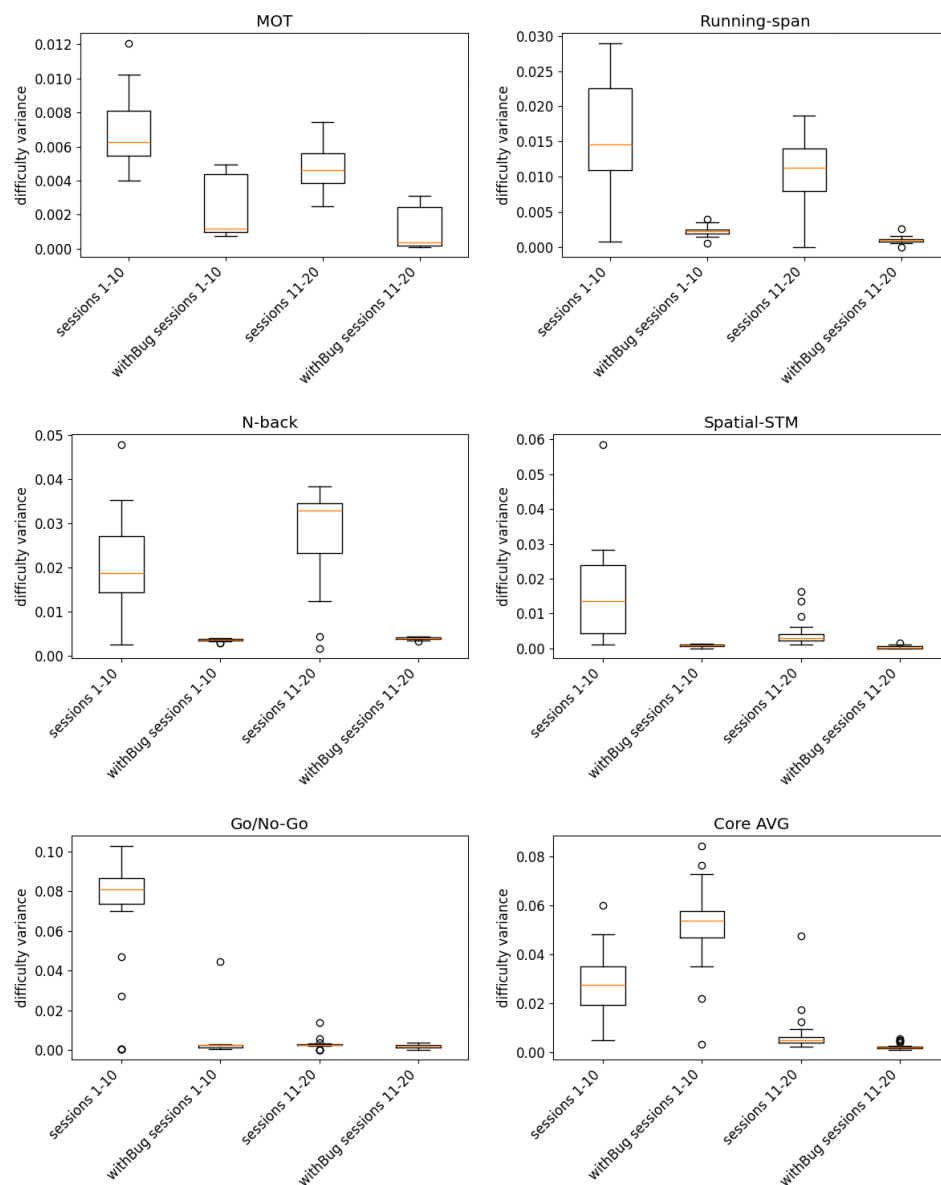 MOT
difficulty variance
0.012
0.010
0.008
0.006
0.004
0.002
0.000
sessions 1-10
withBug sessions 1-10
sessions 11-20
withBug sessions 11-20
Running-span
difficulty variance
0.030
0.025
0.020
0.015
0.010
0.005
0.000
sessions 1-10
withBug sessions 1-10
sessions 11-20
withBug sessions 11-20
N-back
difficulty variance
0.05
0.04
0.03
0.02
0.01
0.00
sessions 1-10
withBug sessions 1-10
sessions 11-20
withBug sessions 11-20
Spatial-STM
difficulty variance
0.06
0.05
0.04
0.03
0.02
0.01
0.00
sessions 1-10
withBug sessions 1-10
sessions 11-20
withBug sessions 11-20
Go/No-Go
difficulty variance
0.10
0.08
0.06
0.04
0.02
0.00
sessions 1-10
withBug sessions 1-10
sessions 11-20
withBug sessions 11-20
Core AVG
difficulty variance
0.08
0.06
0.04
0.02
0.00
sessions 1-10
withBug sessions 1-10
sessions 11-20
withBug sessions 11-20